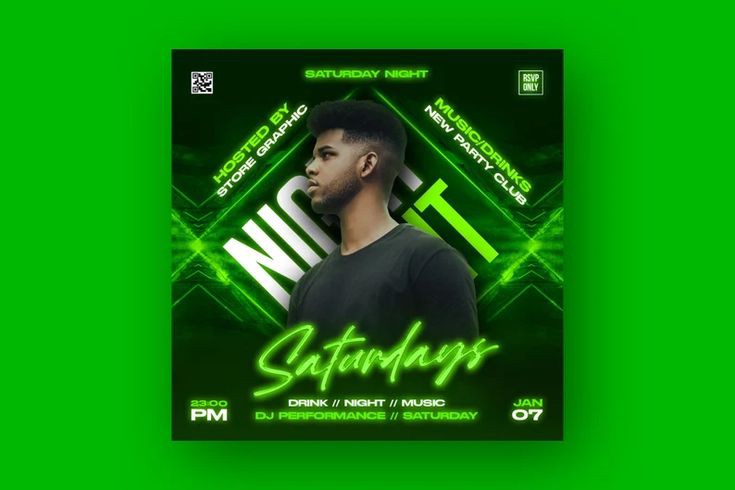 SATURDAY NIGHT
RSVP
ONLY
HOSTED BY
STORE GRAPHIC
MUSIC/DRINKS
NEW PARTY CLUB
Saturdays
DRINK // NIGHT // MUSIC
DJ PERFORMANCE // SATURDAY
23:00
PM
JAN
07